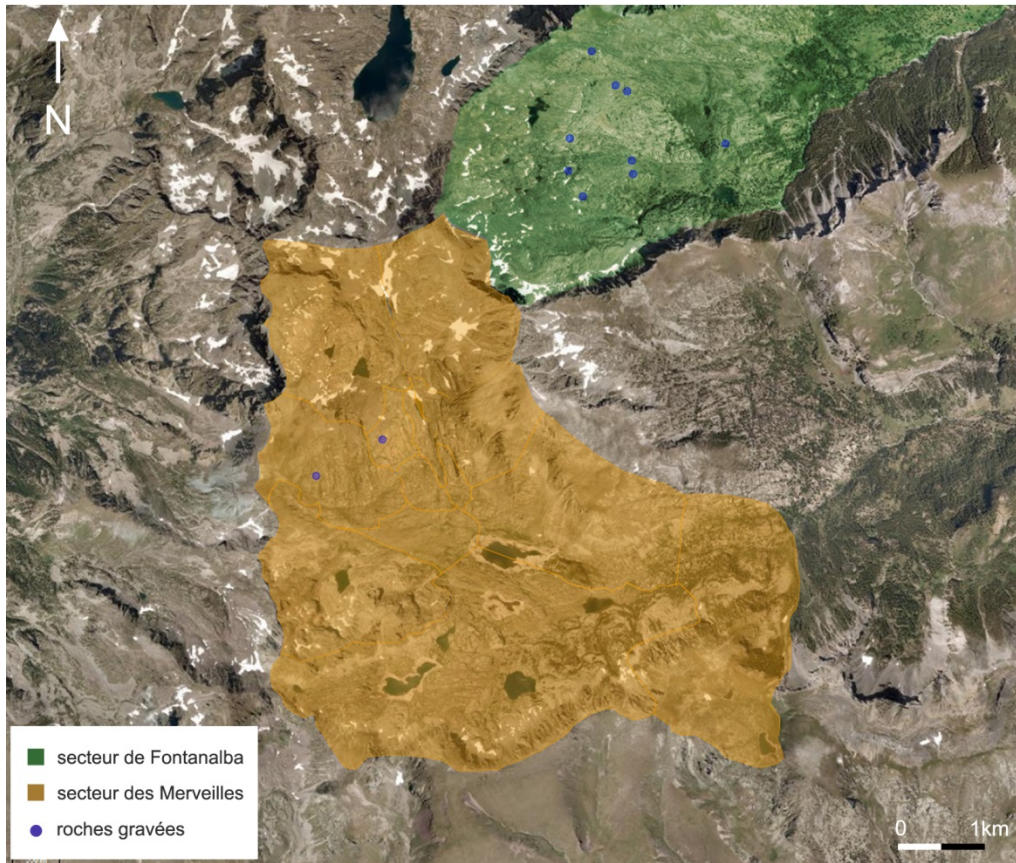 N
secteur de Fontanalba
secteur des Merveilles
roches gravées
0 1km